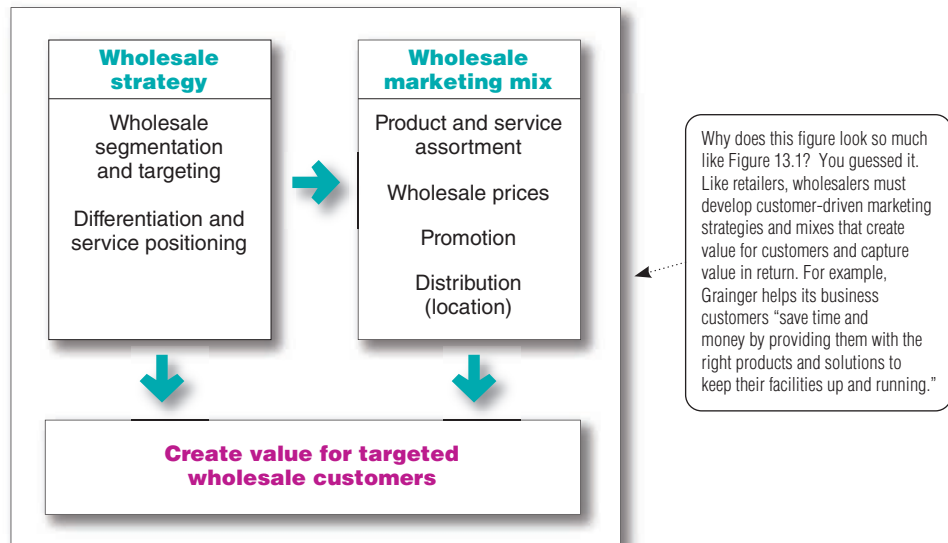 Wholesale
strategy
Wholesale
segmentation
and targeting
Differentiation and
service positioning
Wholesale
marketing mix
Product and service
assortment
Wholesale prices
Promotion
Distribution
(location)
Create value for targeted
wholesale customers
Why does this figure look so much
like Figure 13.1? You guessed it.
Like retailers, wholesalers must
develop customer-driven marketing
strategies and mixes that create
value for customers and capture
value in return. For example,
Grainger helps its business
customers “save time and
money by providing them with the
right products and solutions to
keep their facilities up and running.”